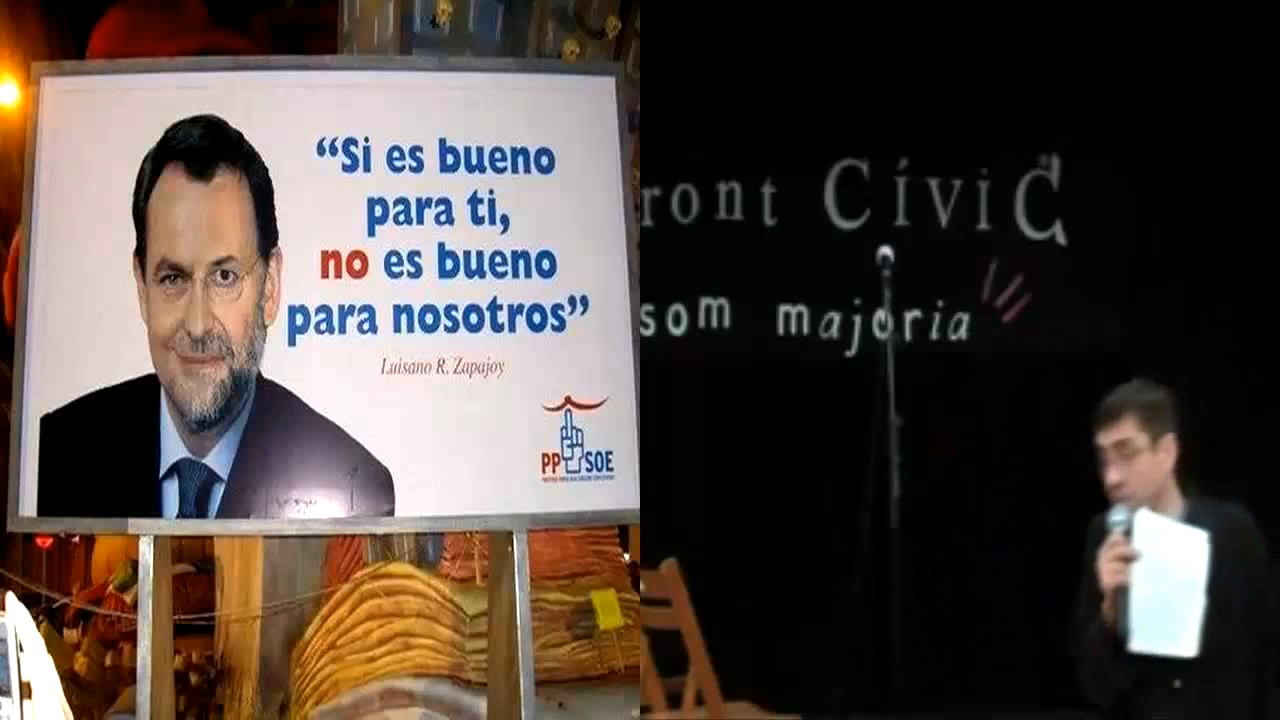 “Si es bueno
para ti,
no es bueno
para nosotros”
Luisano R. Zapajoy
PP SOE
ront CíviC
som majoria